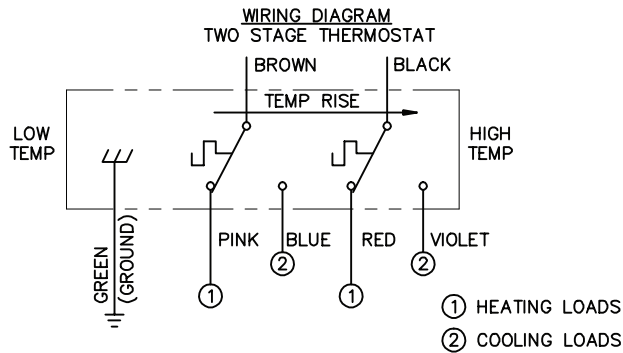 WIRING DIAGRAM
TWO STAGE THERMOSTAT
BROWN
BLACK
TEMP RISE
LOW
TEMP
HIGH
TEMP
GREEN
(GROUND)
PINK
BLUE
RED
VIOLET
1
2
1
2
1 HEATING LOADS
2 COOLING LOADS